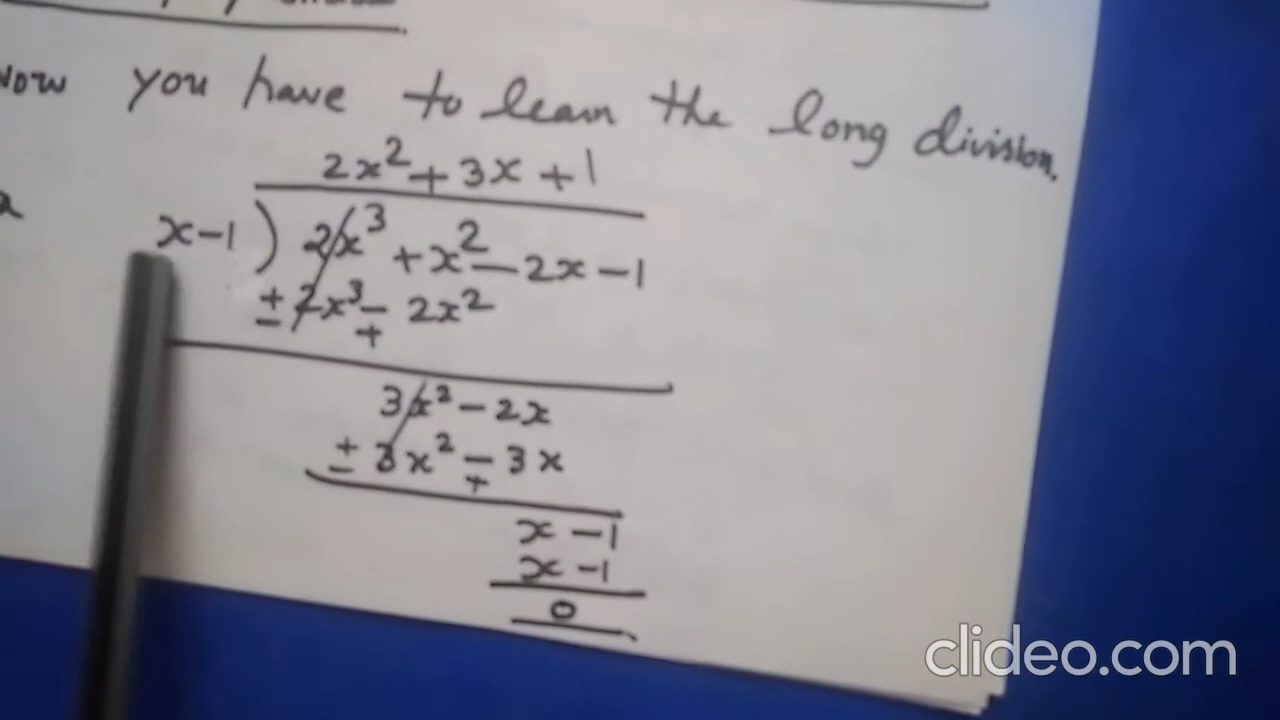 Now you have to learn the long division.
2x² + 3x + 1
x-1 ) 2x³ + x² - 2x - 1
± 2x³ ∓ 2x²
3x² - 2x
± 3x² ∓ 3x
x - 1
x - 1
0
clideo.com